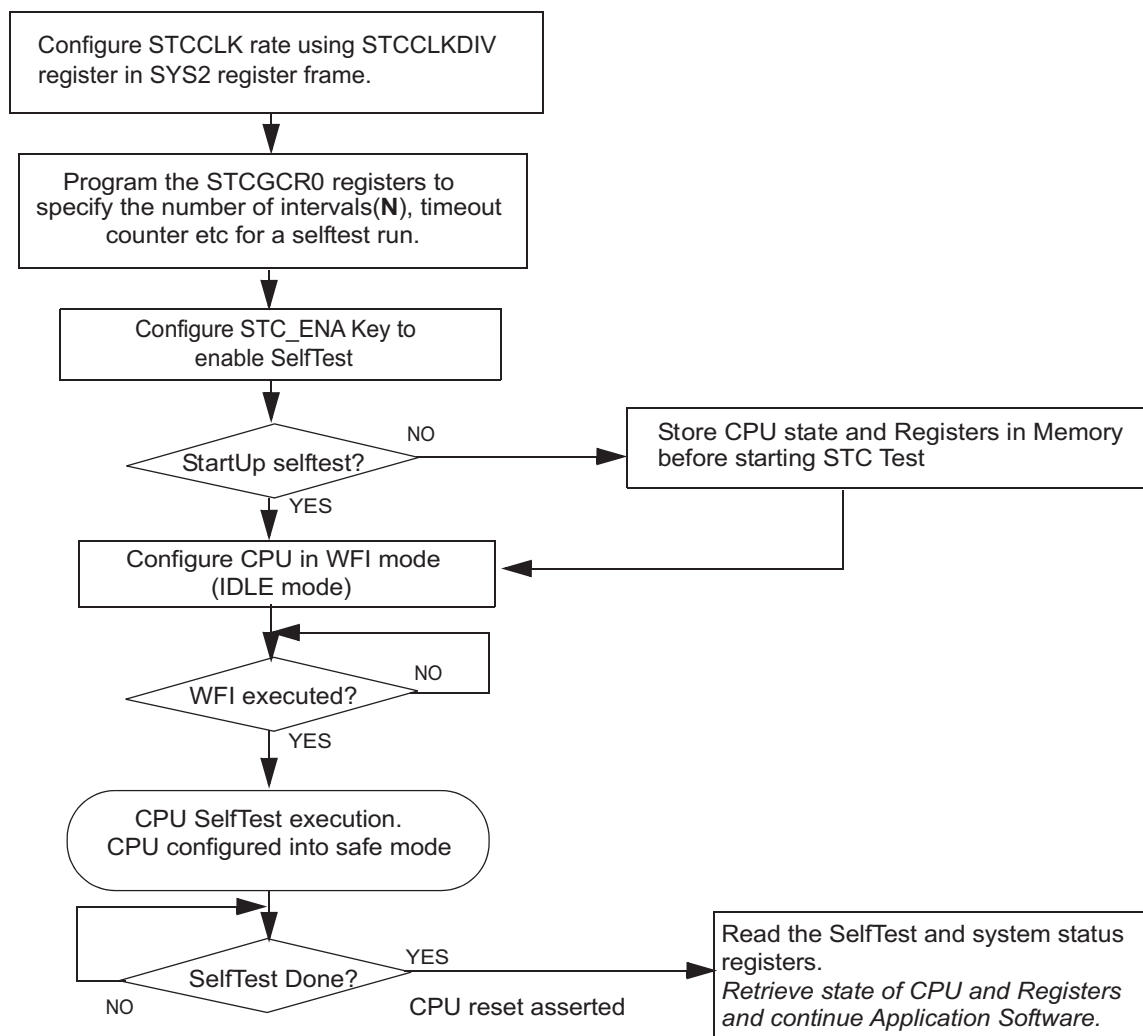 Configure STCCLK rate using STCCLKDIV
register in SYS2 register frame.
Program the STCGCR0 registers to
specify the number of intervals(N), timeout
counter etc for a selftest run.
Configure STC_ENA Key to
enable SelfTest
StartUp selftest?
NO
YES
Store CPU state and Registers in Memory
before starting STC Test
Configure CPU in WFI mode
(IDLE mode)
WFI executed?
NO
YES
CPU SelfTest execution.
CPU configured into safe mode
SelfTest Done?
NO
YES
CPU reset asserted
Read the SelfTest and system status
registers.
Retrieve state of CPU and Registers
and continue Application Software.